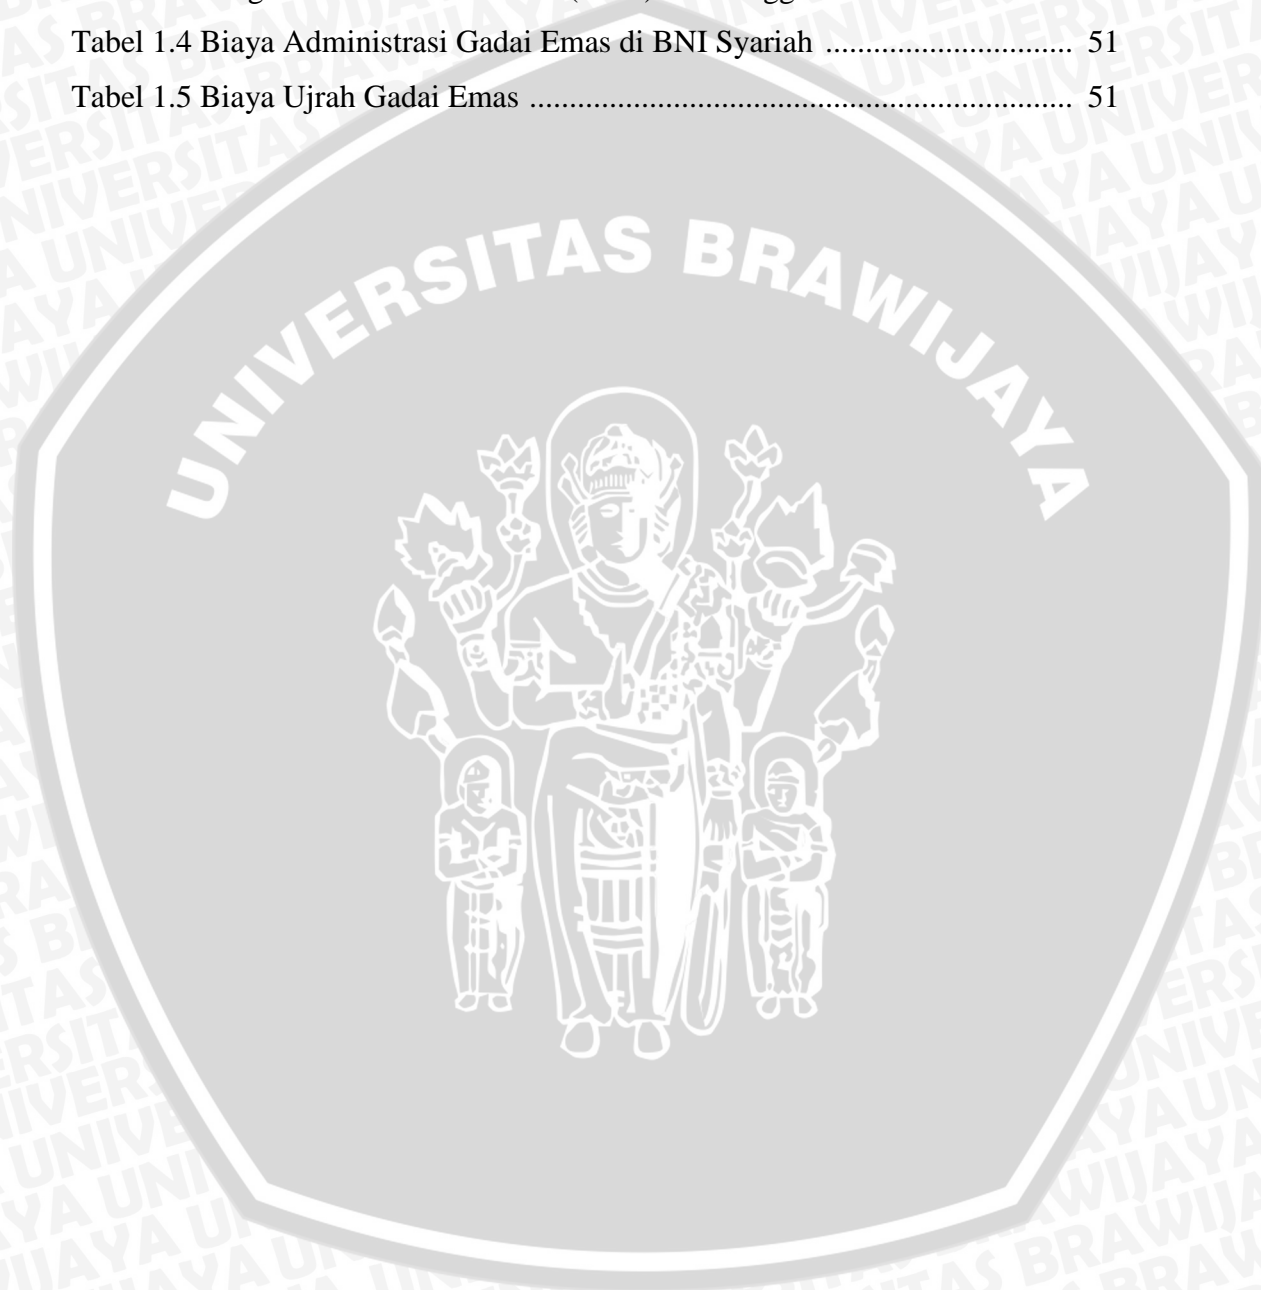 Tabel 1.4 Biaya Administrasi Gadai Emas di BNI Syariah ............................... 51
Tabel 1.5 Biaya Ujrah Gadai Emas .................................................................... 51
UNIVERSITAS BRAWIJAYA